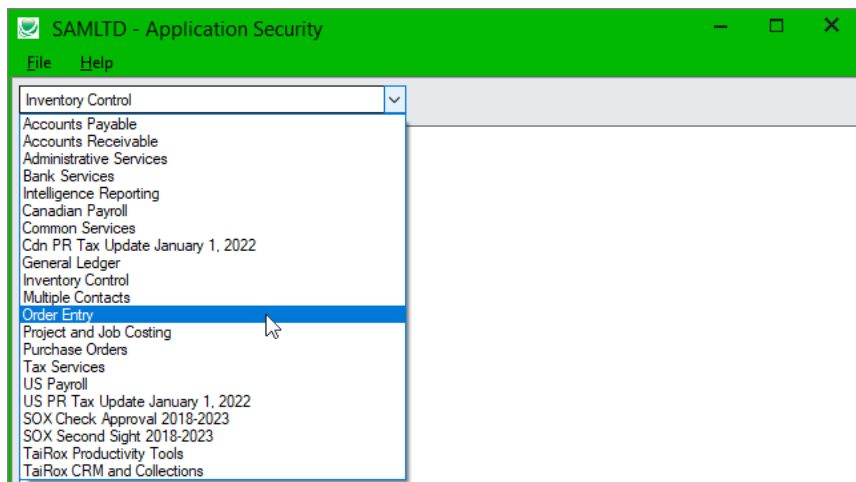 SAMLTD - Application Security
File Help
Inventory Control
Accounts Payable
Accounts Receivable
Administrative Services
Bank Services
Intelligence Reporting
Canadian Payroll
Common Services
Cdn PR Tax Update January 1, 2022
General Ledger
Inventory Control
Multiple Contacts
Order Entry
Project and Job Costing
Purchase Orders
Tax Services
US Payroll
US PR Tax Update January 1, 2022
SOX Check Approval 2018-2023
SOX Second Sight 2018-2023
TaiRox Productivity Tools
TaiRox CRM and Collections